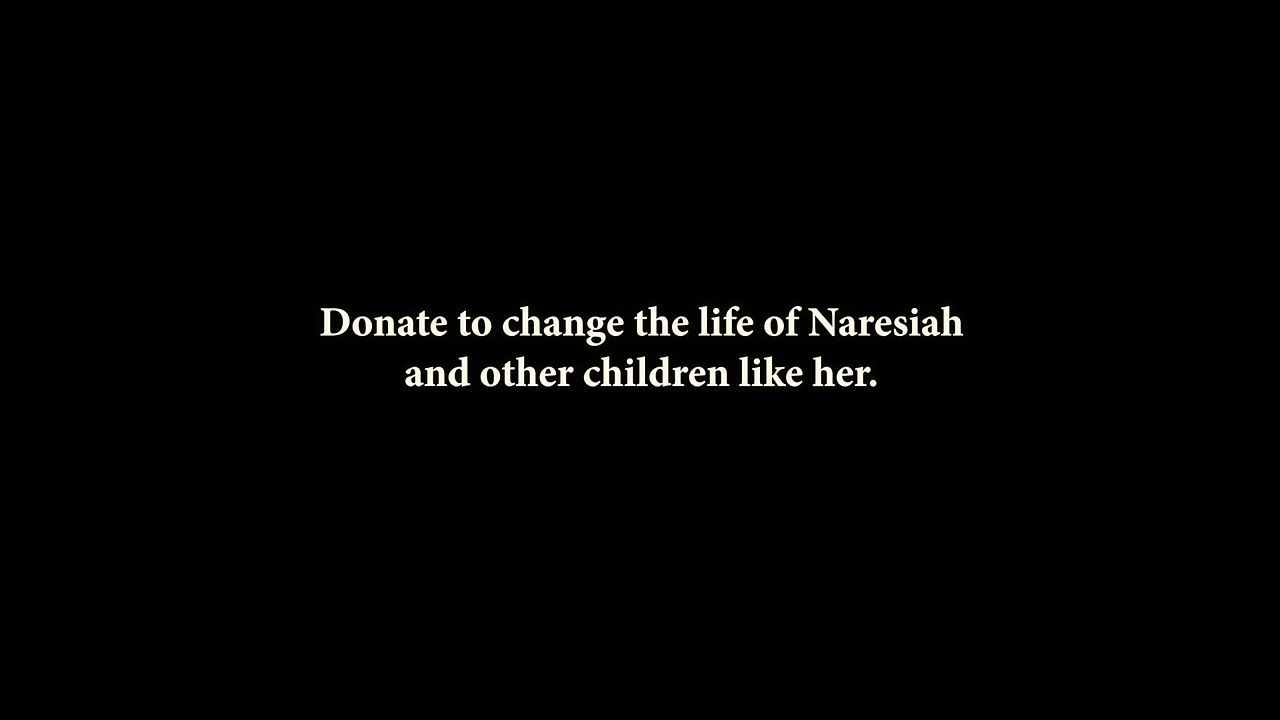 Donate to change the life of Naresiah
and other children like her.